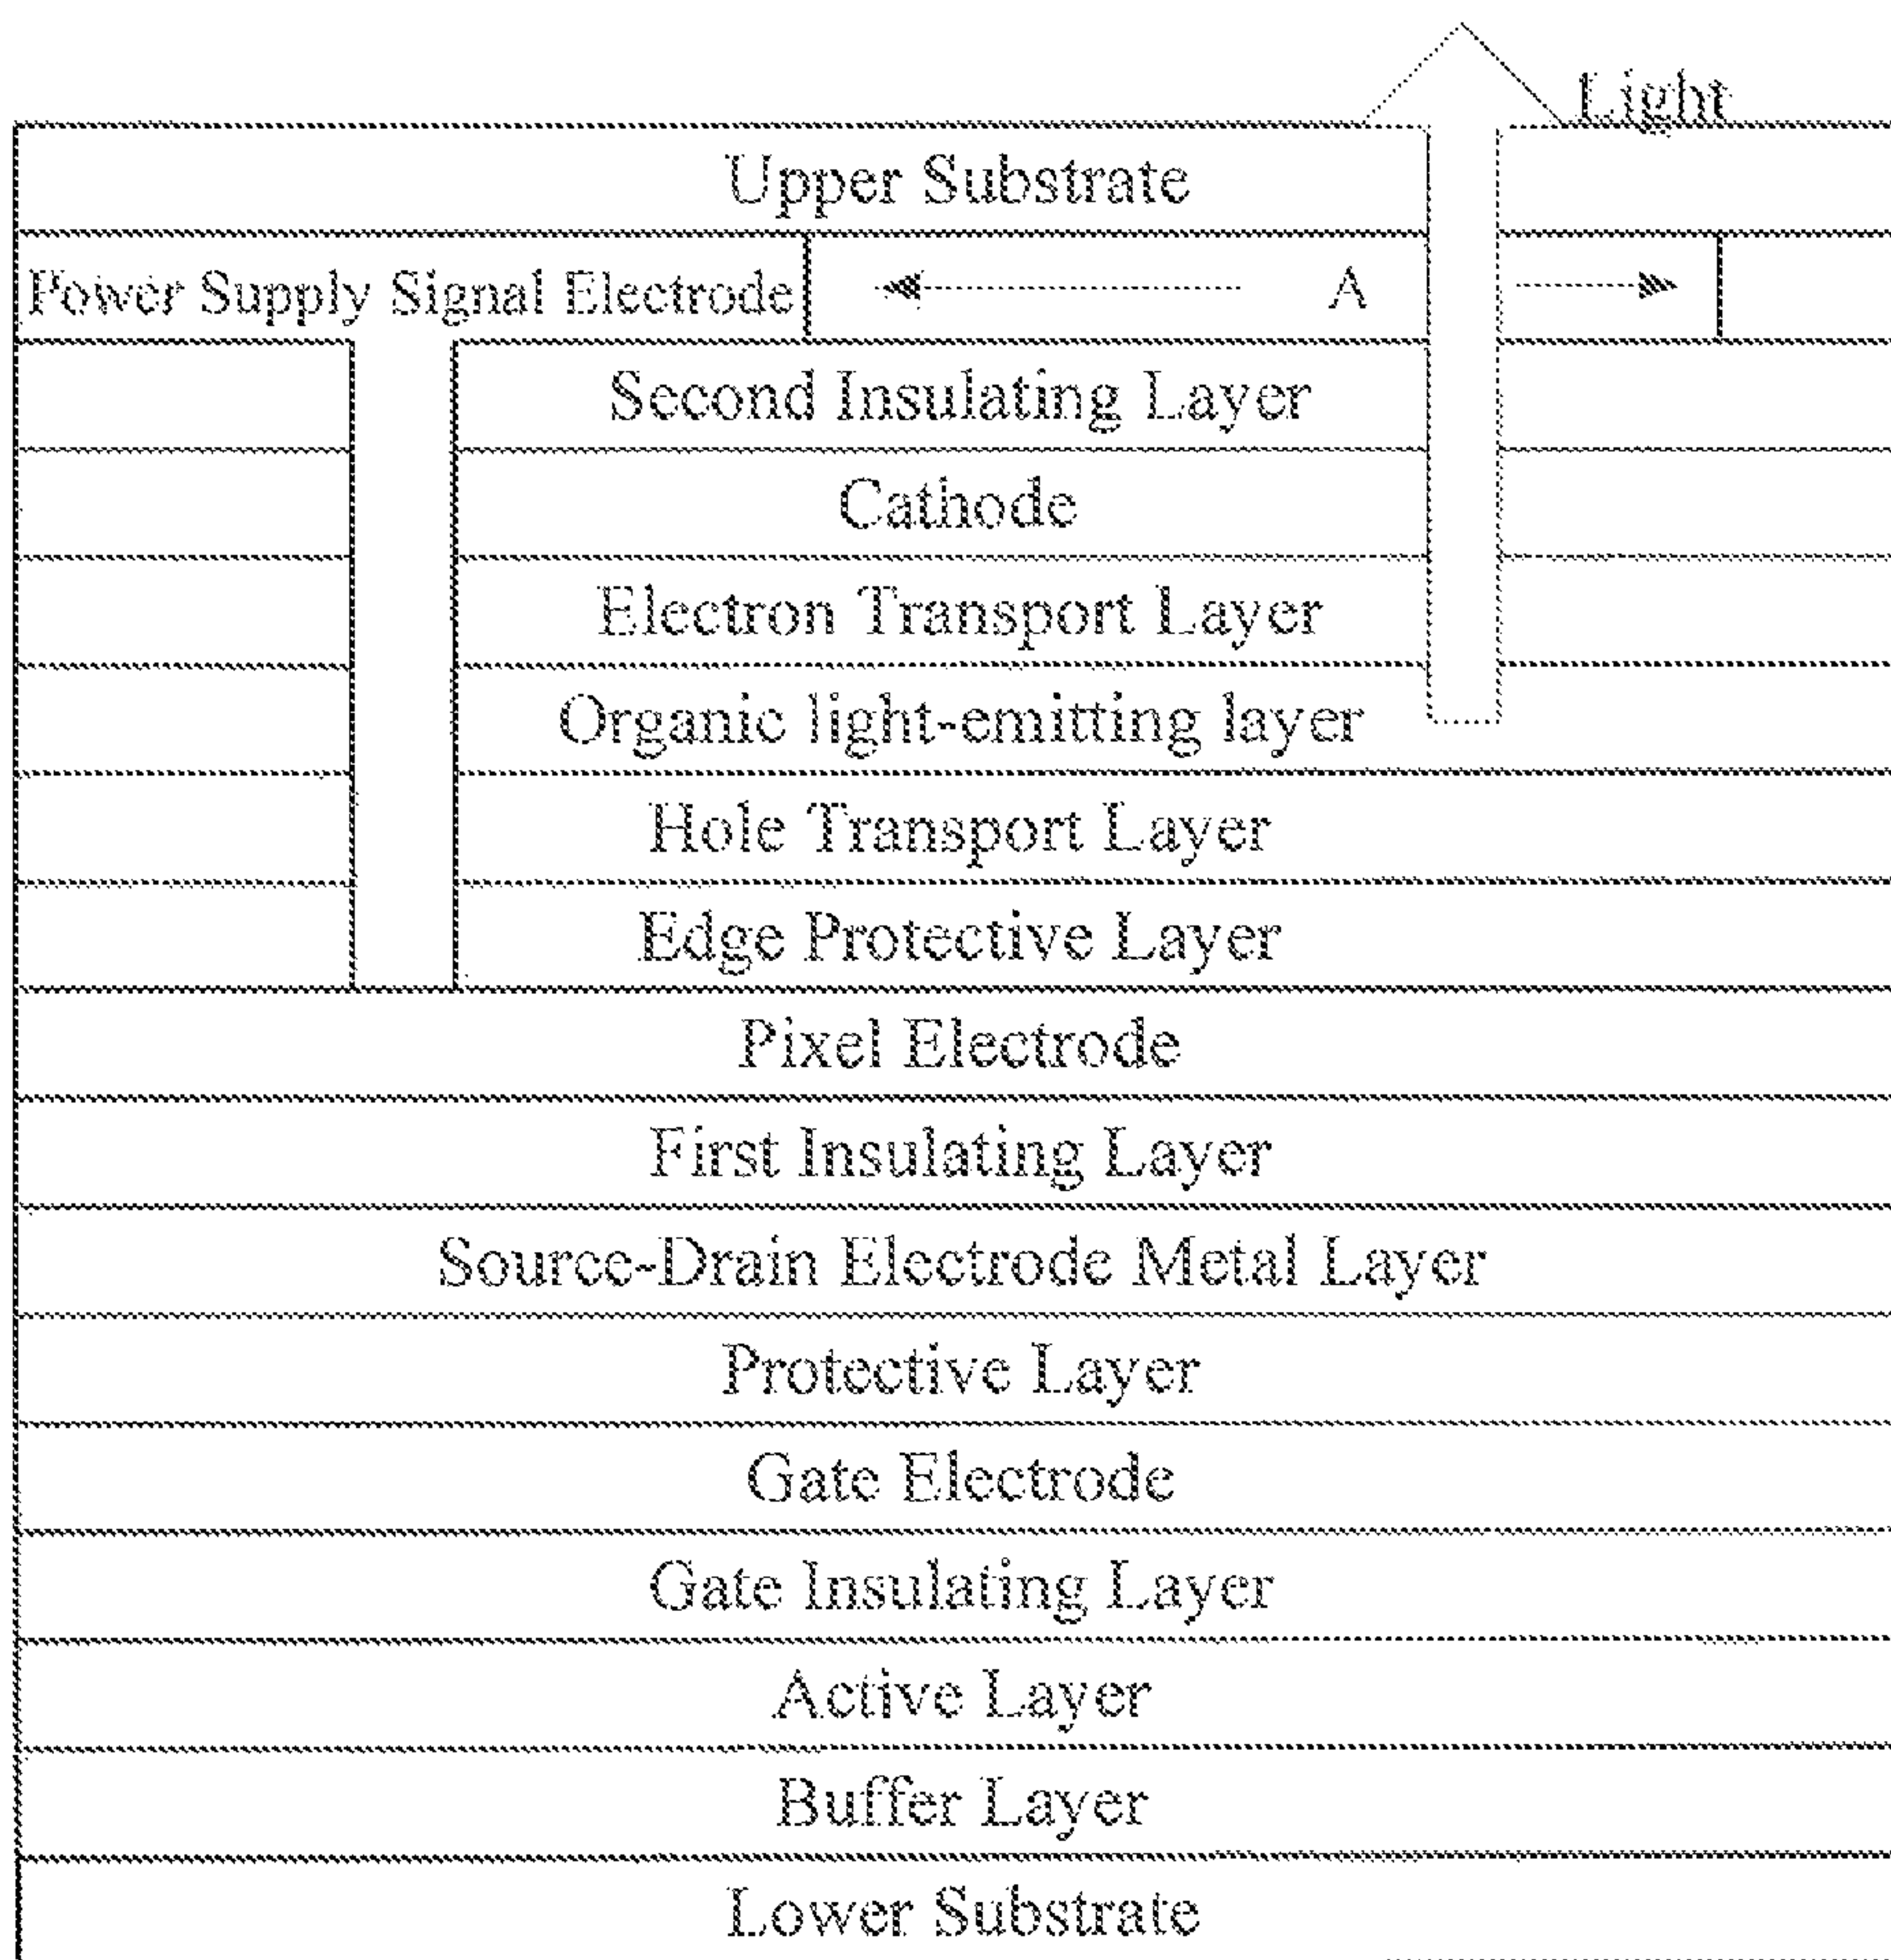 Light
Upper Substrate
Power Supply Signal Electrode
A
Second Insulating Layer
Cathode
Electron Transport Layer
Organic light-emitting layer
Hole Transport Layer
Edge Protective Layer
Pixel Electrode
First Insulating Layer
Source-Drain Electrode Metal Layer
Protective Layer
Gate Electrode
Gate Insulating Layer
Active Layer
Buffer Layer
Lower Substrate